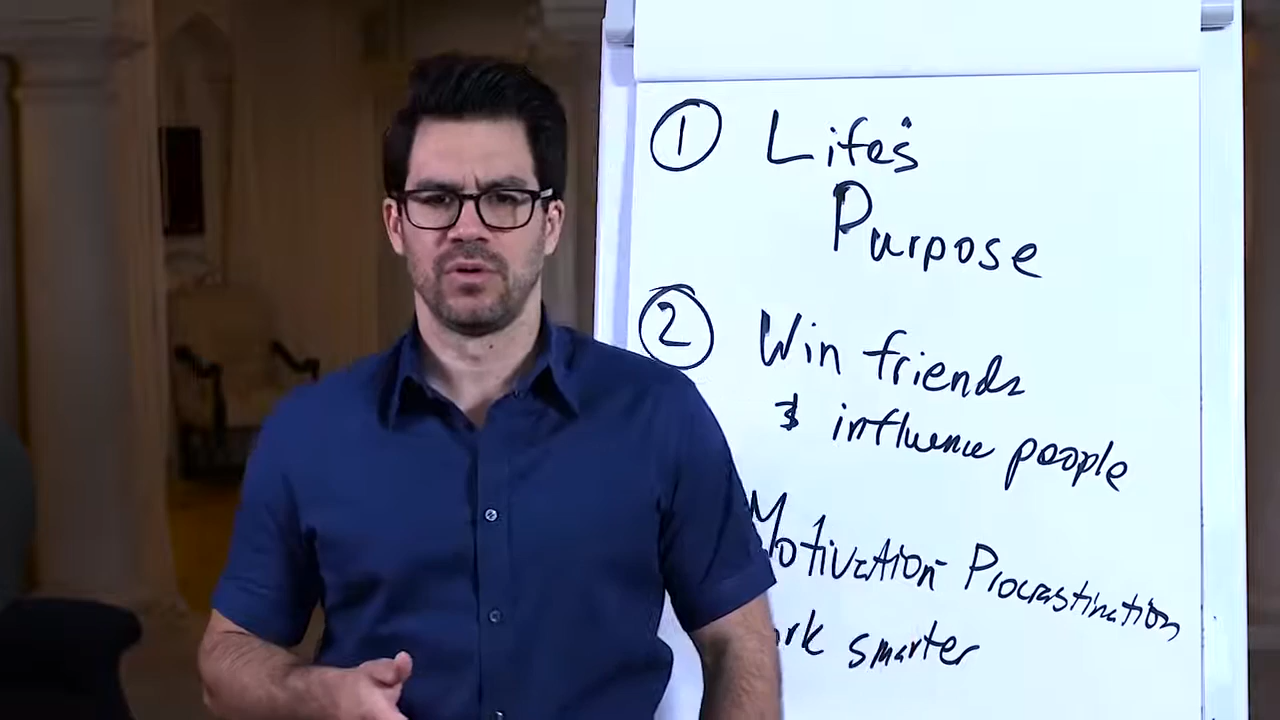 ① Life's
Purpose
② Win friends
& influence people
Motivation Procrastination
smarter